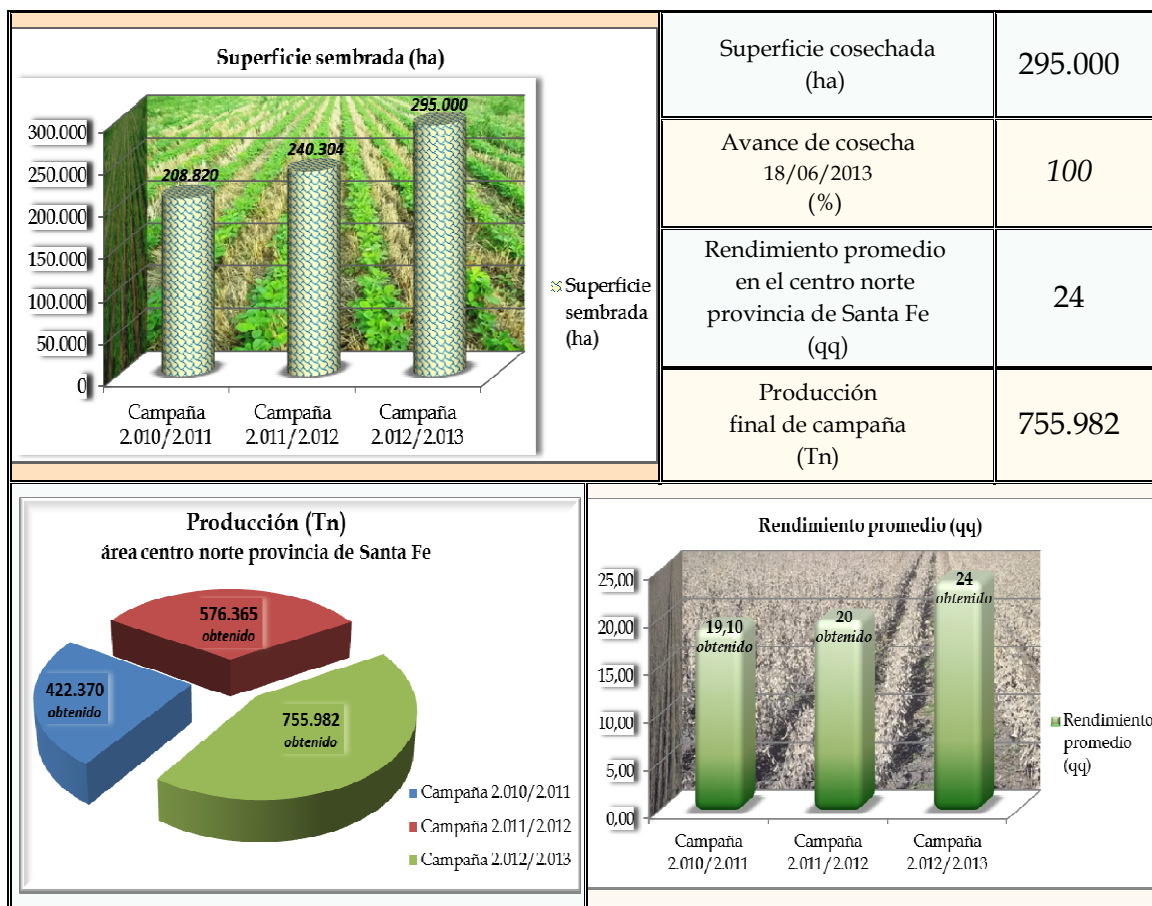 Superficie sembrada (ha)
300.000
250.000
200.000
150.000
100.000
50.000
0
208.820
240.304
295.000
Campaña
2.010/2.011
Campaña
2.011/2.012
Campaña
2.012/2.013
Superficie
sembrada
(ha)
Superficie cosechada
(ha)
295.000
Avance de cosecha
18/06/2013
(%)
100
Rendimiento promedio
en el centro norte
provincia de Santa Fe
(qq)
24
Producción
final de campaña
(Tn)
755.982
Producción (Tn)
área centro norte provincia de Santa Fe
576.365
obtenido
422.370
obtenido
755.982
obtenido
Campaña 2.010/2.011
Campaña 2.011/2.012
Campaña 2.012/2.013
Rendimiento promedio (qq)
25,00
20,00
15,00
10,00
5,00
0,00
19,10
obtenido
20
obtenido
24
obtenido
Campaña
2.010/2.011
Campaña
2.011/2.012
Campaña
2.012/2.013
Rendimiento
promedio
(qq)